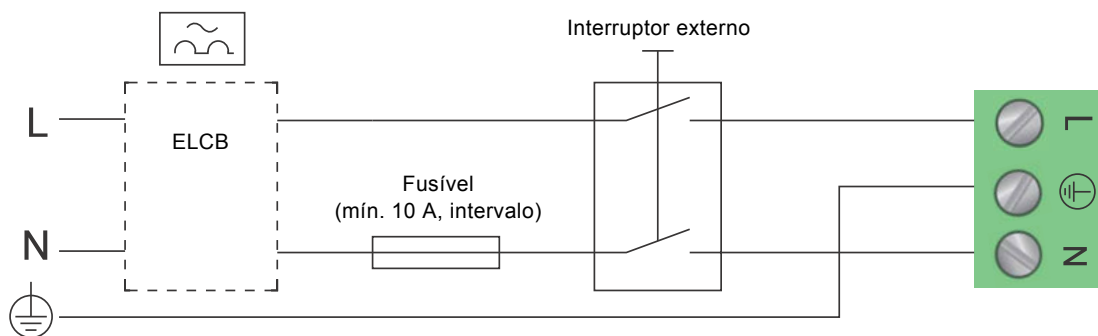 Interruptor externo
L
ELCB
Fusível
(mín. 10 A, intervalo)
N
L
N